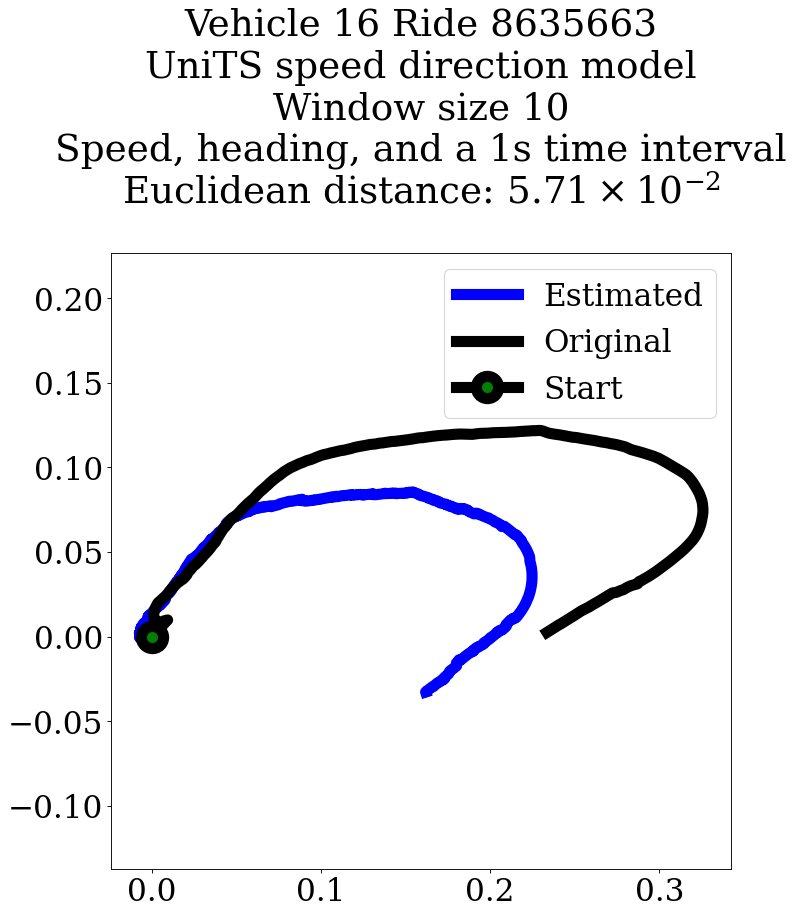 Vehicle 16 Ride 8635663
UniTS speed direction model
Window size 10
Speed, heading, and a 1s time interval
Euclidean distance: 5.71 × 10⁻²
Estimated
Original
Start
0.20
0.15
0.10
0.05
0.00
−0.05
−0.10
0.0 0.1 0.2 0.3